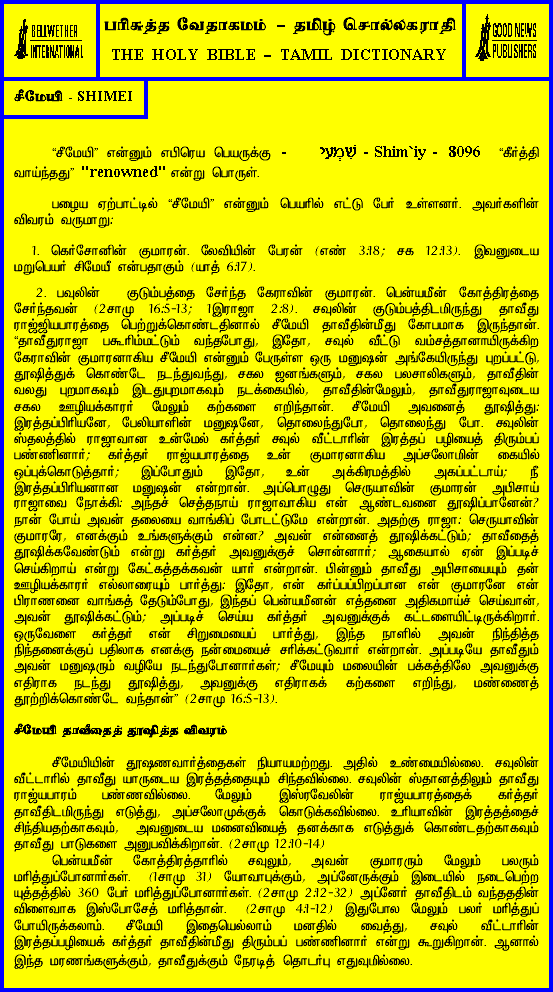 BELLWETHER
INTERNATIONAL
பரிசுத்த வேதாகமம் – தமிழ் சொல்லகராதி
THE HOLY BIBLE – TAMIL DICTIONARY
GOOD NEWS
PUBLISHERS
சீமேயி - SHIMEI
“சீமேயி” என்னும் எபிரெய பெயருக்கு - שִׁמְעִי - Shim`iy - 8096 “கீர்த்தி
வாய்ந்தது” "renowned" என்று பொருள்.
பழைய ஏற்பாட்டில் “சீமேயி” என்னும் பெயரில் எட்டு பேர் உள்ளனர். அவர்களின்
விவரம் வருமாறு:
1. கெர்சோனின் குமாரன். லேவியின் பேரன் (எண் 3:18; சக 12:13). இவனுடைய
மறுபெயர் சிமேயீ என்பதாகும் (யாத் 6:17).
2. பவுலின் குடும்பத்தை சேர்ந்த கேராவின் குமாரன். பென்யமீன் கோத்திரத்தை
சேர்ந்தவன் (2சாமு 16:5-13; 1இராஜா 2:8). சவுலின் குடும்பத்திடமிருந்து தாவீது
ராஜ்ஜியபாரத்தை பெற்றுக்கொண்டதினால் சீமேயி தாவீதின்மீது கோபமாக இருந்தான்.
“தாவீதுராஜா பகூரிம்மட்டும் வந்தபோது, இதோ, சவுல் வீட்டு வம்சத்தானாயிருக்கிற
கேராவின் குமாரனாகிய சீமேயி என்னும் பேருள்ள ஒரு மனுஷன் அங்கேயிருந்து புறப்பட்டு,
தூஷித்துக் கொண்டே நடந்துவந்து, சகல ஜனங்களும், சகல பலசாலிகளும், தாவீதின்
வலது புறமாகவும் இடதுபுறமாகவும் நடக்கையில், தாவீதின்மேலும், தாவீதுராஜாவுடைய
சகல ஊழியக்காரர் மேலும் கற்களை எறிந்தான். சீமேயி அவனைத் தூஷித்து:
இரத்தப்பிரியனே, பேலியாளின் மனுஷனே, தொலைந்துபோ, தொலைந்து போ. சவுலின்
ஸ்தலத்தில் ராஜாவான உன்மேல் கர்த்தர் சவுல் வீட்டாரின் இரத்தப் பழியைத் திரும்பப்
பண்ணினார்; கர்த்தர் ராஜ்யபாரத்தை உன் குமாரனாகிய அப்சலோமின் கையில்
ஒப்புக்கொடுத்தார்; இப்போதும் இதோ, உன் அக்கிரமத்தில் அகப்பட்டாய்; நீ
இரத்தப்பிரியனான மனுஷன் என்றான். அப்பொழுது செருயாவின் குமாரன் அபிசாய்
ராஜாவை நோக்கி: அந்தச் செத்தநாய் ராஜாவாகிய என் ஆண்டவனை தூஷிப்பானேன்?
நான் போய் அவன் தலையை வாங்கிப் போடட்டுமே என்றான். அதற்கு ராஜா: செருயாவின்
குமாரரே, எனக்கும் உங்களுக்கும் என்ன? அவன் என்னைத் தூஷிக்கட்டும்; தாவீதைத்
தூஷிக்கவேண்டும் என்று கர்த்தர் அவனுக்குச் சொன்னார்; ஆகையால் ஏன் இப்படிச்
செய்கிறாய் என்று கேட்கத்தக்கவன் யார் என்றான். பின்னும் தாவீது அபிசாயையும் தன்
ஊழியக்காரர் எல்லாரையும் பார்த்து: இதோ, என் கர்ப்பப்பிறப்பான என் குமாரனே என்
பிராணனை வாங்கத் தேடும்போது, இந்தப் பென்யமீனன் எத்தனை அதிகமாய்ச் செய்வான்,
அவன் தூஷிக்கட்டும்; அப்படிச் செய்ய கர்த்தர் அவனுக்குக் கட்டளையிட்டிருக்கிறார்.
ஒருவேளை கர்த்தர் என் சிறுமையைப் பார்த்து, இந்த நாளில் அவன் நிந்தித்த
நிந்தனைக்குப் பதிலாக எனக்கு நன்மையைச் சரிக்கட்டுவார் என்றான். அப்படியே தாவீதும்
அவன் மனுஷரும் வழியே நடந்துபோனார்கள்; சீமேயும் மலையின் பக்கத்திலே அவனுக்கு
எதிராக நடந்து தூஷித்து, அவனுக்கு எதிராகக் கற்களை எறிந்து, மண்ணைத்
தூற்றிக்கொண்டே வந்தான்” (2சாமு 16:5-13).
சீமேயி தாவீதைத் தூஷித்த விவரம்
சீமேயியின் தூஷணவார்த்தைகள் நியாயமற்றது. அதில் உண்மையில்லை. சவுலின்
வீட்டாரில் தாவீது யாருடைய இரத்தத்தையும் சிந்தவில்லை. சவுலின் ஸ்தானத்திலும் தாவீது
ராஜ்யபாரம் பண்ணவில்லை. மேலும் இஸ்ரவேலின் ராஜ்யபாரத்தைக் கர்த்தர்
தாவீதிடமிருந்து எடுத்து, அப்சலோமுக்குக் கொடுக்கவில்லை. உரியாவின் இரத்தத்தைச்
சிந்தியதற்காகவும், அவனுடைய மனைவியைத் தனக்காக எடுத்துக் கொண்டதற்காகவும்
தாவீது பாடுகளை அனுபவிக்கிறான். (2சாமு 12:10-14)
பென்யமீன் கோத்திரத்தாரில் சவுலும், அவன் குமாரரும் மேலும் பலரும்
மரித்துப்போனார்கள். (1சாமு 31) யோவாபுக்கும், அப்னேருக்கும் இடையில் நடைபெற்ற
யுத்தத்தில் 360 பேர் மரித்துப்போனார்கள். (2சாமு 2:12-32) அப்னேர் தாவீதிடம் வந்ததின்
விளைவாக இஸ்போசேத் மரித்தான். (2சாமு 4:1-12) இதுபோல மேலும் பலர் மரித்துப்
போயிருக்கலாம். சீமேயி இதையெல்லாம் மனதில் வைத்து, சவுல் வீட்டாரின்
இரத்தப்பழியைக் கர்த்தர் தாவீதின்மீது திரும்பப் பண்ணினார் என்று கூறுகிறான். ஆனால்
இந்த மரணங்களுக்கும், தாவீதுக்கும் நேரடித் தொடர்பு எதுவுமில்லை.